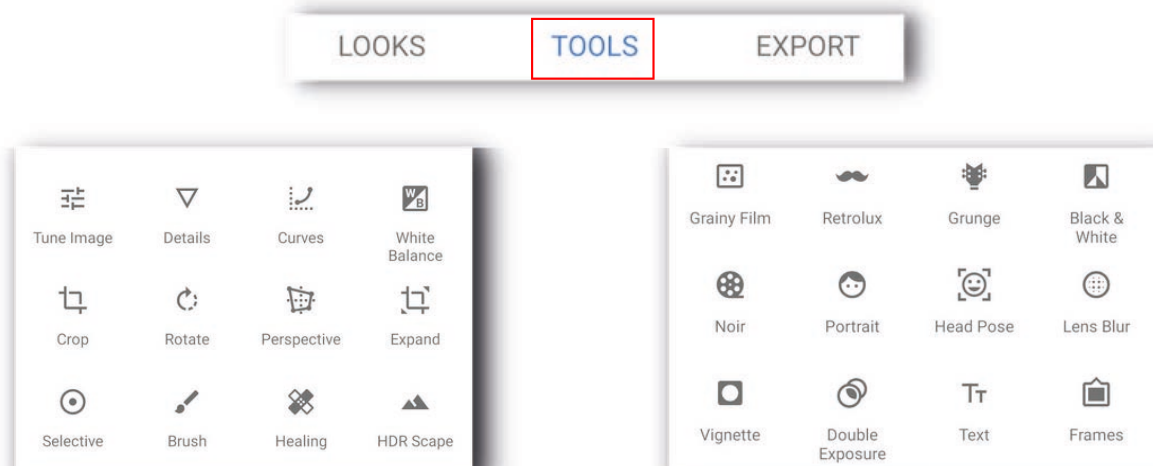 LOOKS TOOLS EXPORT
Tune Image Details Curves White
Balance
Crop Rotate Perspective Expand
Selective Brush Healing HDR Scape
Grainy Film Retrolux Grunge Black &
White
Noir Portrait Head Pose Lens Blur
Vignette Double Text Frames
Exposure